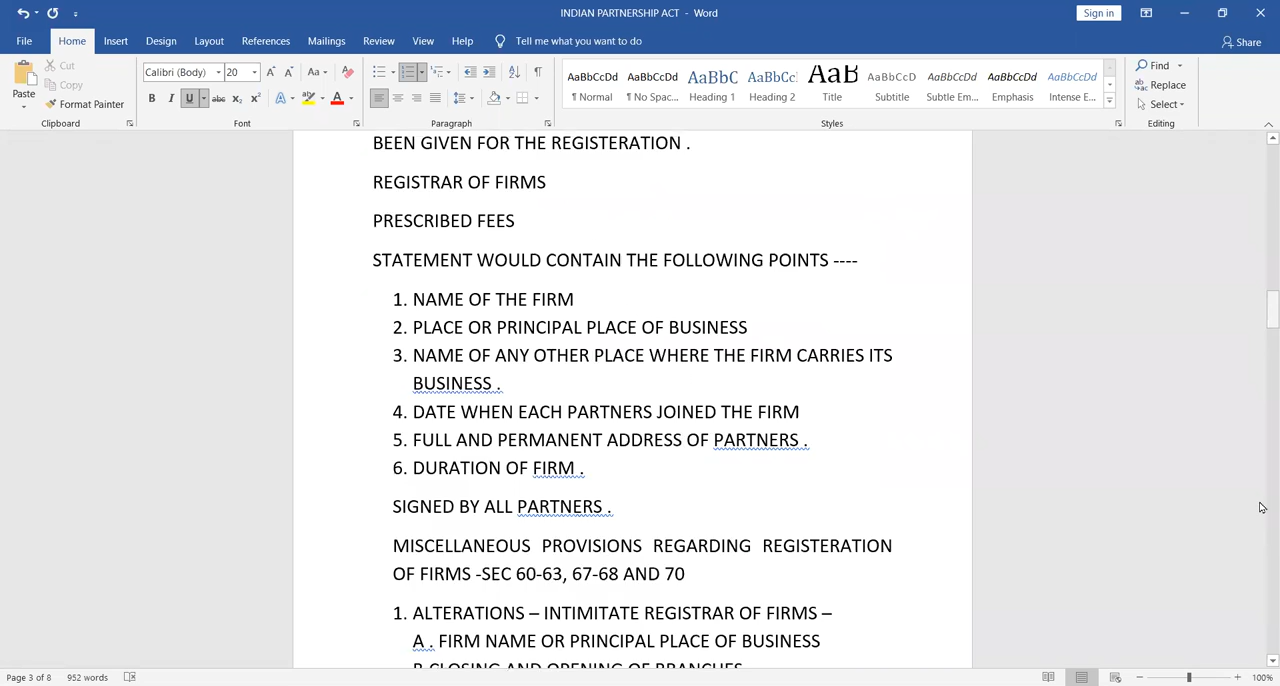 INDIAN PARTNERSHIP ACT - Word
Sign in
File Home Insert Design Layout References Mailings Review View Help Tell me what you want to do
Share
Paste
Cut
Copy
Format Painter
Clipboard
Calibri (Body) 20
Aa
B I U abc x₂ x²
A A
Font
Paragraph
AaBbCcDd AaBbCcDd AaBbC AaBbCc AaB AaBbCcD AaBbCcDd AaBbCcDd AaBbCcDd
¶ Normal ¶ No Spac... Heading 1 Heading 2 Title Subtitle Subtle Em... Emphasis Intense E...
Styles
Find
Replace
Select
Editing
BEEN GIVEN FOR THE REGISTERATION .
REGISTRAR OF FIRMS
PRESCRIBED FEES
STATEMENT WOULD CONTAIN THE FOLLOWING POINTS ----
1. NAME OF THE FIRM
2. PLACE OR PRINCIPAL PLACE OF BUSINESS
3. NAME OF ANY OTHER PLACE WHERE THE FIRM CARRIES ITS
BUSINESS .
4. DATE WHEN EACH PARTNERS JOINED THE FIRM
5. FULL AND PERMANENT ADDRESS OF PARTNERS .
6. DURATION OF FIRM .
SIGNED BY ALL PARTNERS .
MISCELLANEOUS PROVISIONS REGARDING REGISTERATION
OF FIRMS -SEC 60-63, 67-68 AND 70
1. ALTERATIONS – INTIMITATE REGISTRAR OF FIRMS –
A . FIRM NAME OR PRINCIPAL PLACE OF BUSINESS
B CLOSING AND OPENING OF BRANCHES
Page 3 of 8 952 words
100%